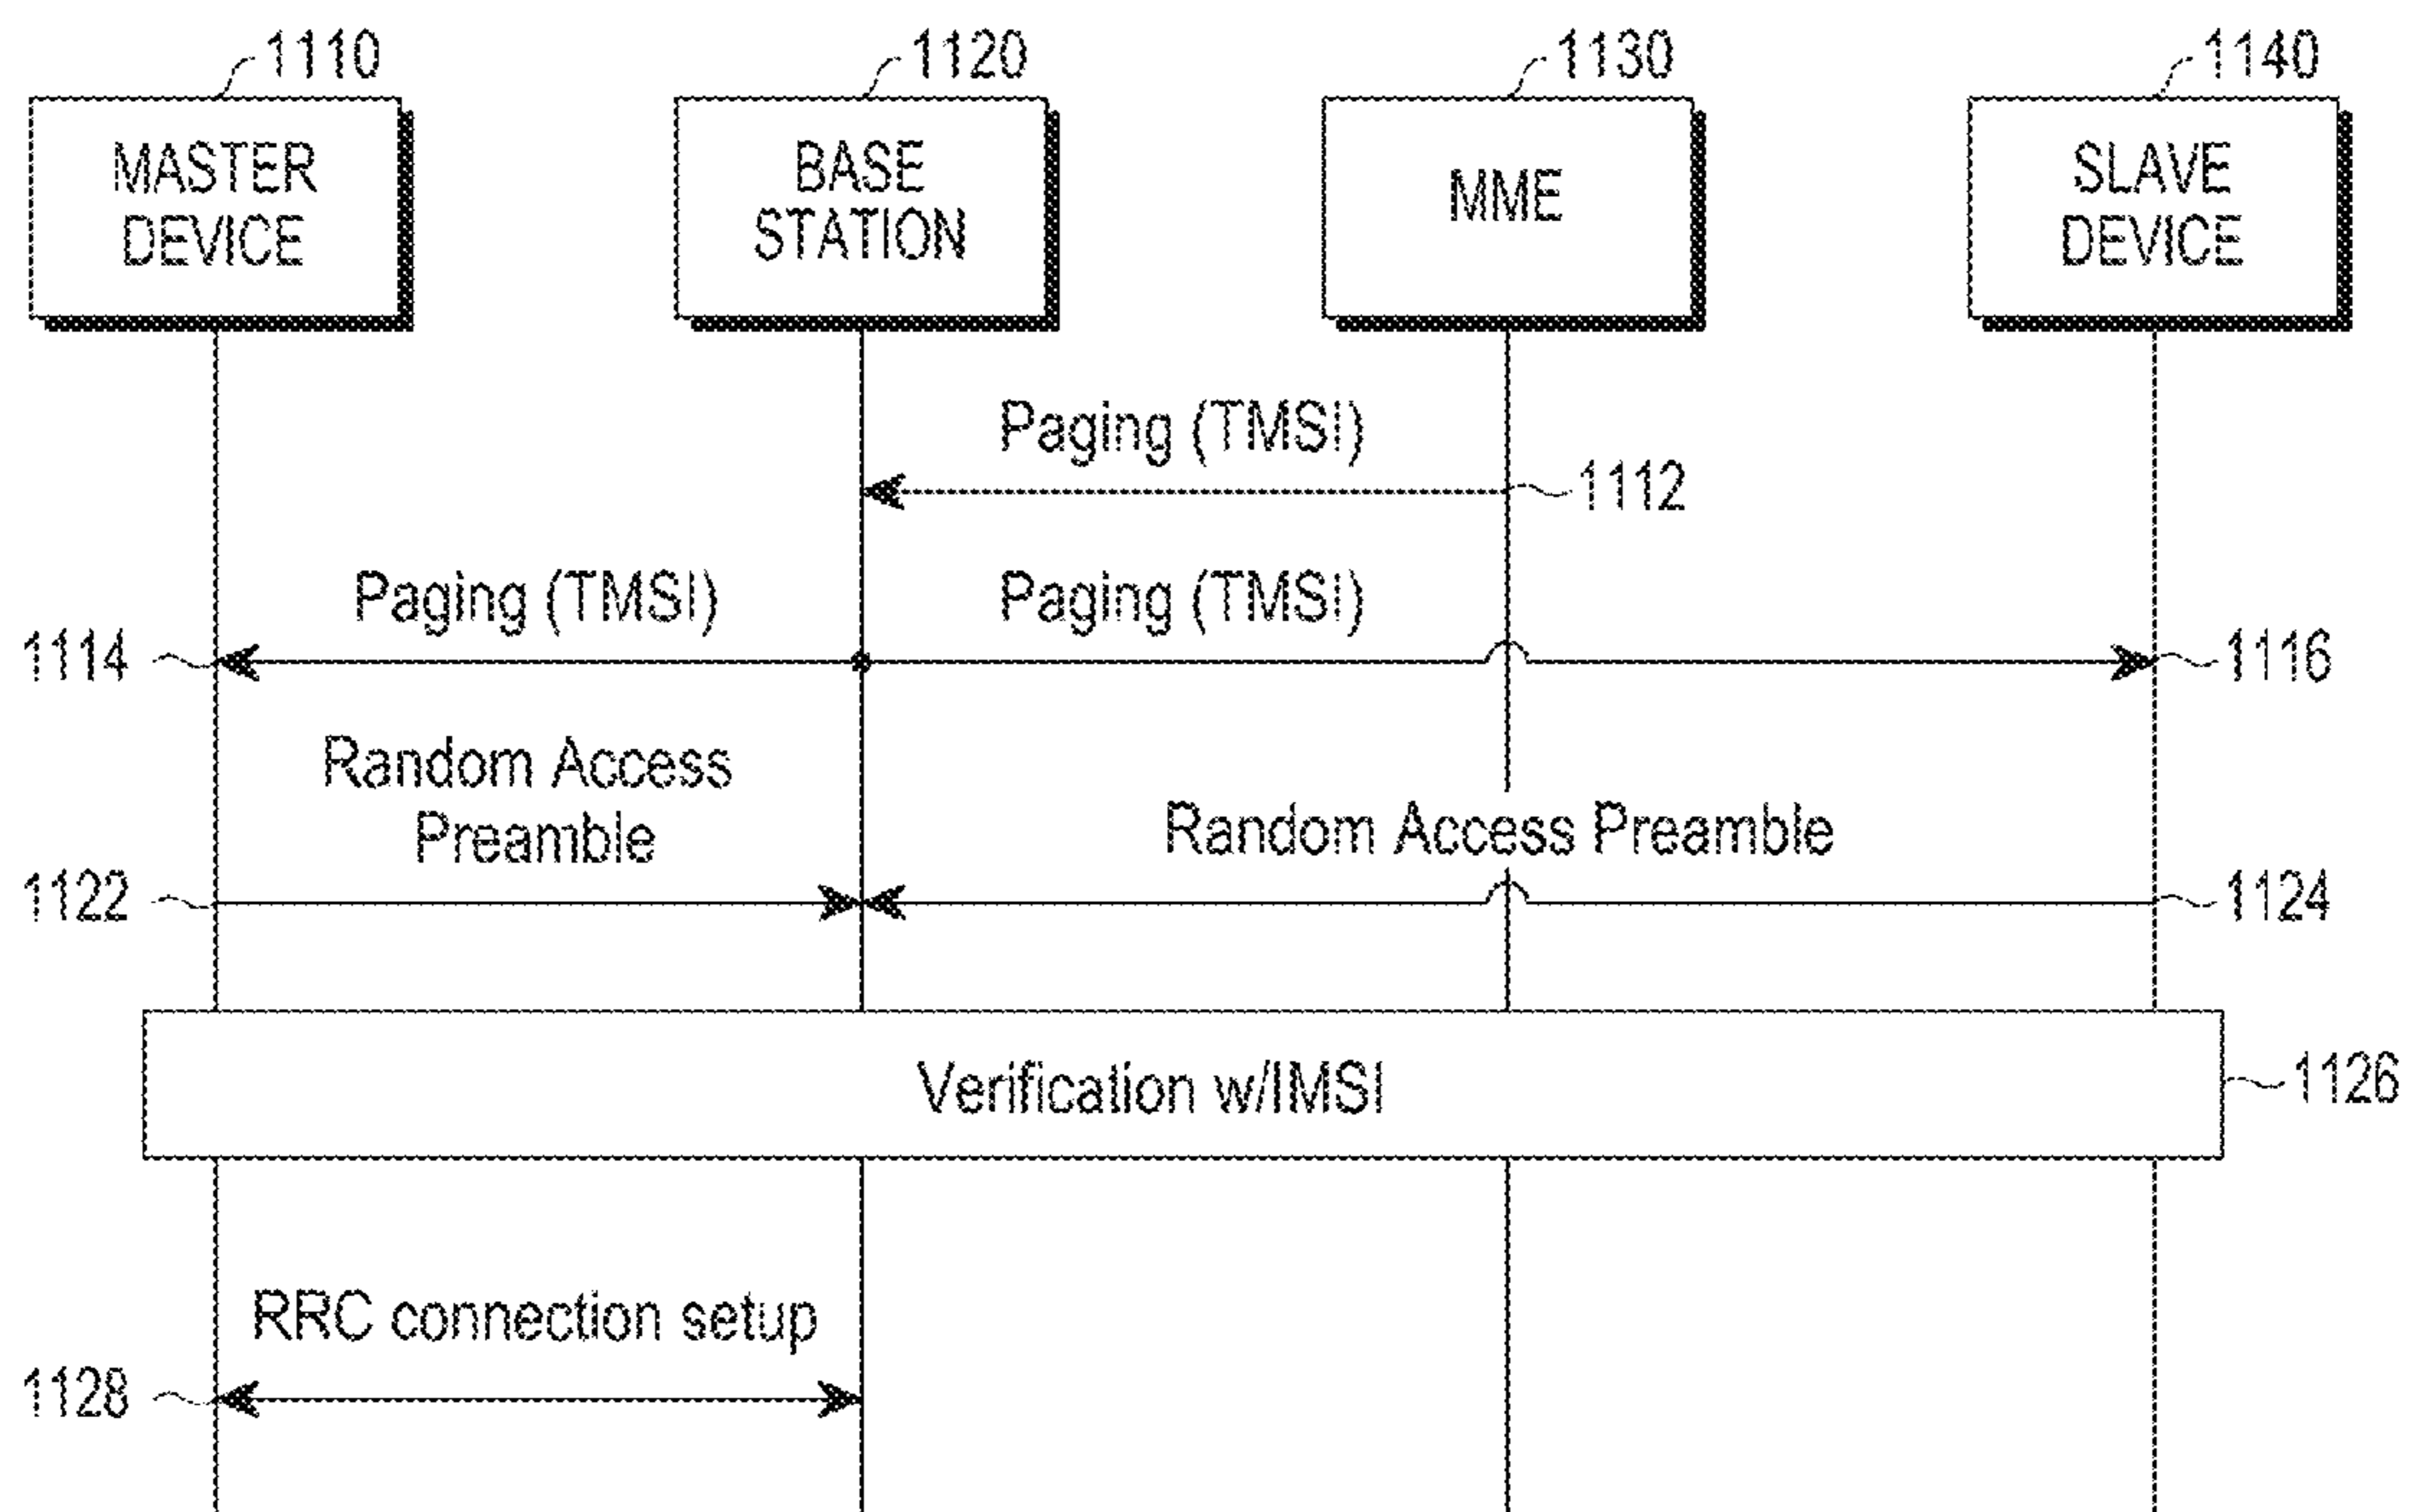 1110
1120
1130
1140
MASTER
DEVICE
BASE
STATION
MME
SLAVE
DEVICE
Paging (TMSI)
1112
Paging (TMSI)
Paging (TMSI)
1114
1116
Random Access
Preamble
Random Access Preamble
1122
1124
Verification w/IMSI
1126
RRC connection setup
1128